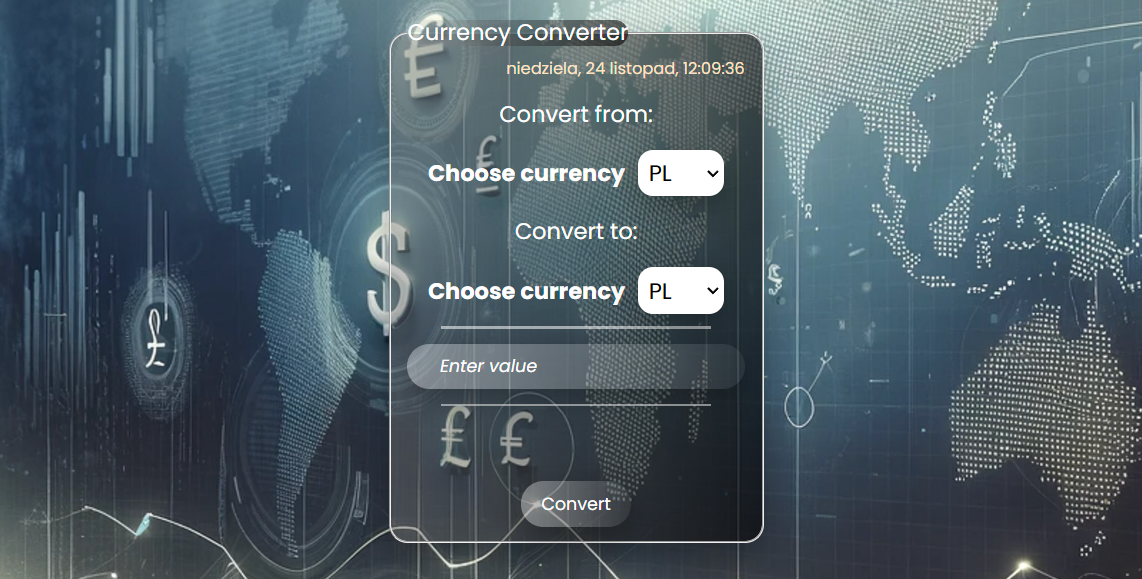 Currency Converter
niedziela, 24 listopad, 12:09:36
Convert from:
Choose currency PL
Convert to:
Choose currency PL
Enter value
Convert